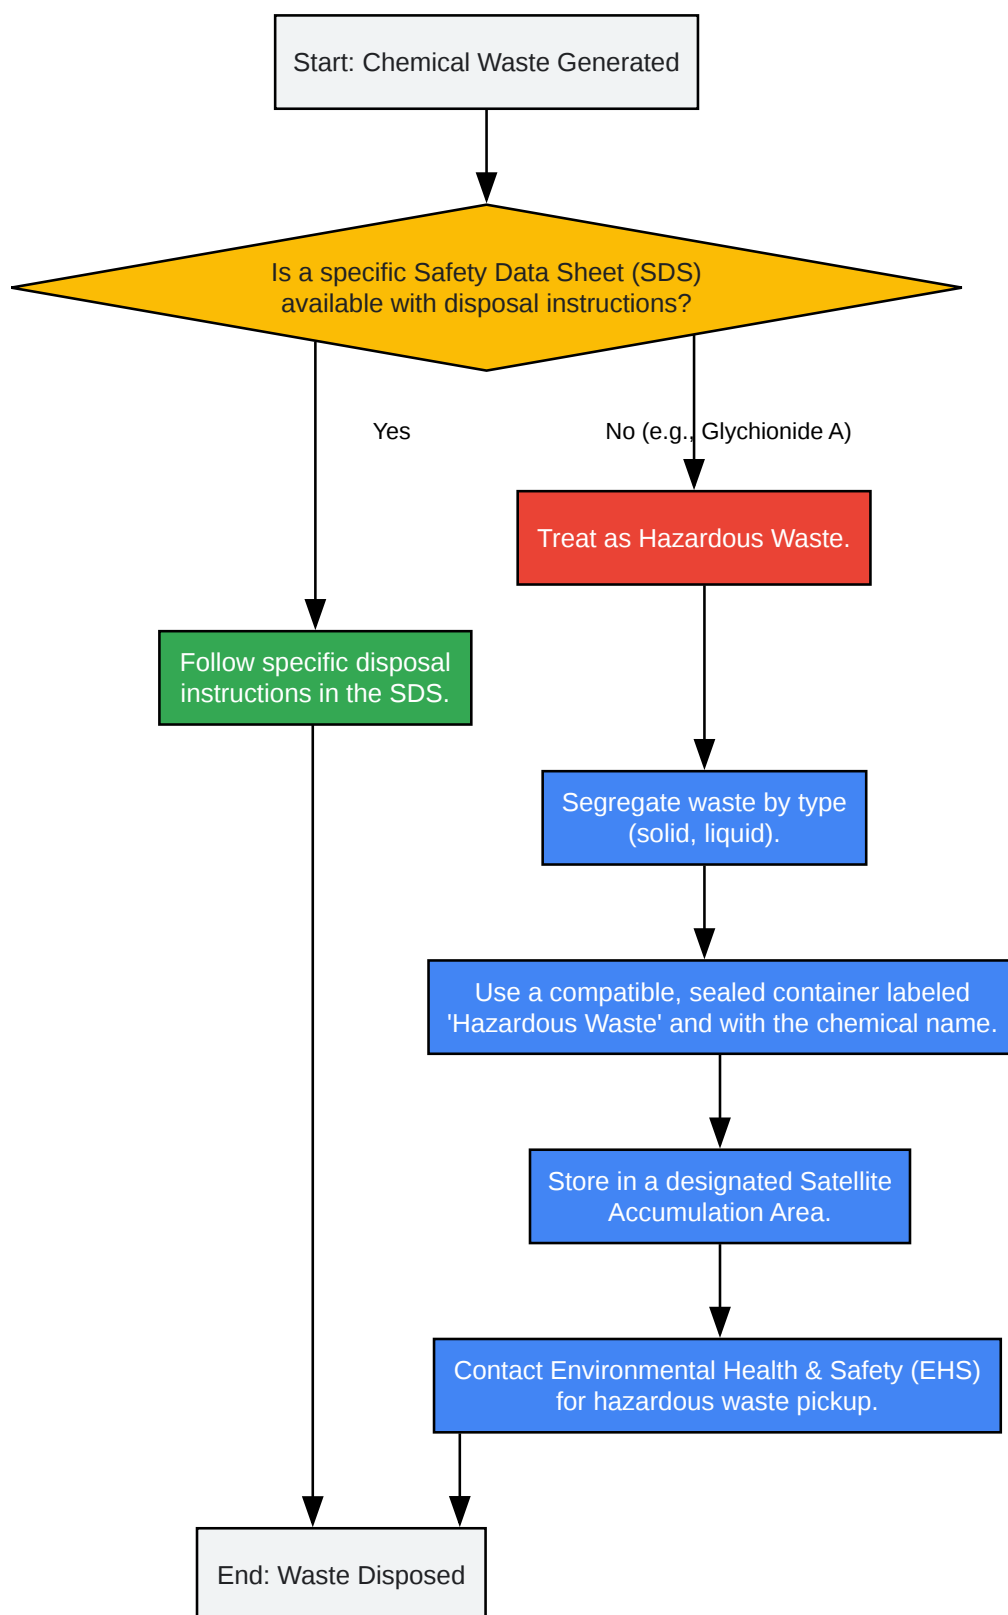 Start: Chemical Waste Generated
Is a specific Safety Data Sheet (SDS)
available with disposal instructions?
Yes
No (e.g., Glychionide A)
Treat as Hazardous Waste.
Follow specific disposal
instructions in the SDS.
Segregate waste by type
(solid, liquid).
Use a compatible, sealed container labeled
'Hazardous Waste' and with the chemical name.
Store in a designated Satellite
Accumulation Area.
Contact Environmental Health & Safety (EHS)
for hazardous waste pickup.
End: Waste Disposed